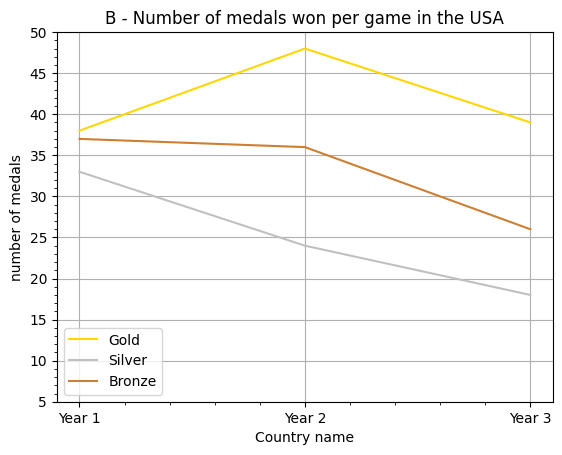 B - Number of medals won per game in the USA
number of medals
50
45
40
35
30
25
20
15
10
5
Gold
Silver
Bronze
Year 1
Year 2
Year 3
Country name